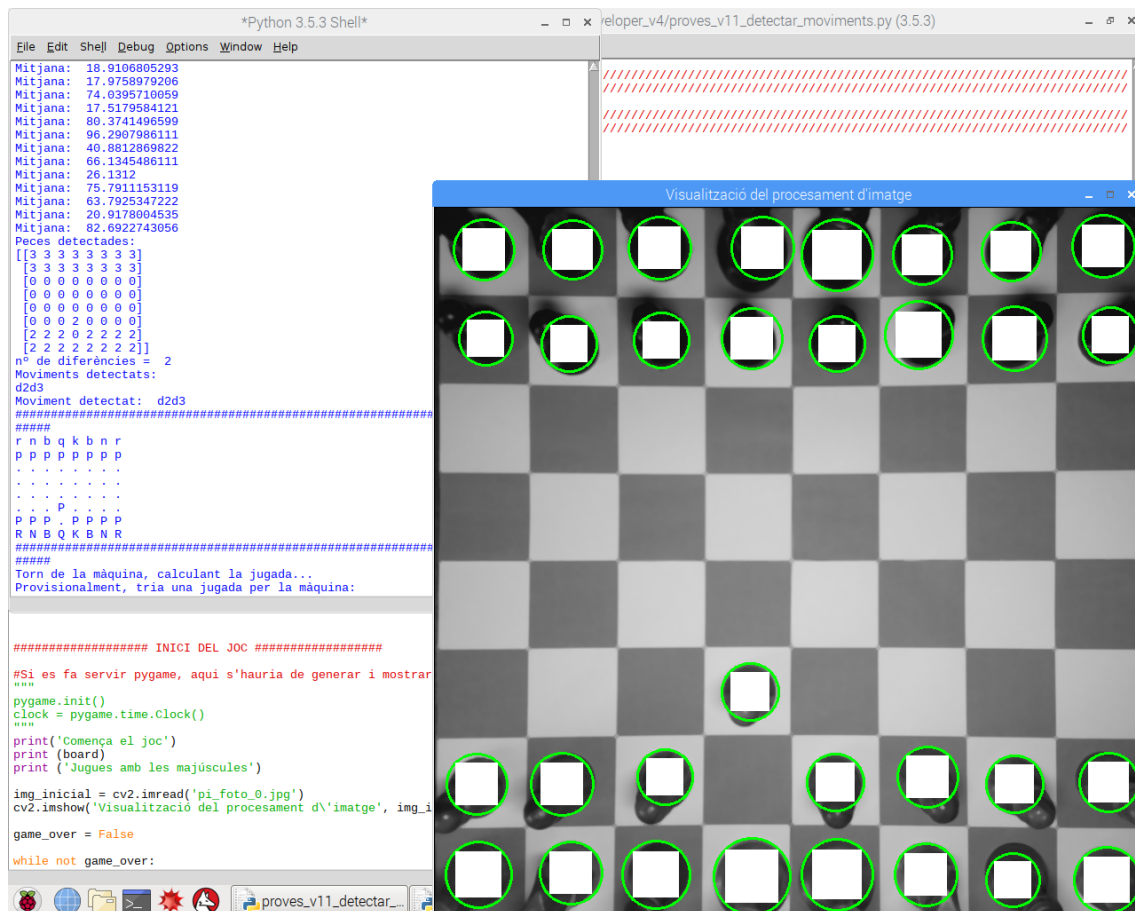 *Python 3.5.3 Shell*
File Edit Shell Debug Options Window Help
Mitjana:  18.9106805293
Mitjana:  17.9758979206
Mitjana:  74.0395710059
Mitjana:  17.5179584121
Mitjana:  80.3741496599
Mitjana:  96.2907986111
Mitjana:  40.8812869822
Mitjana:  66.1345486111
Mitjana:  26.1312
Mitjana:  75.7911153119
Mitjana:  63.7925347222
Mitjana:  20.9178004535
Mitjana:  82.6922743056
Peces detectades:
[[3 3 3 3 3 3 3 3]
 [3 3 3 3 3 3 3 3]
 [0 0 0 0 0 0 0 0]
 [0 0 0 0 0 0 0 0]
 [0 0 0 0 0 0 0 0]
 [0 0 0 2 0 0 0 0]
 [2 2 2 0 2 2 2 2]
 [2 2 2 2 2 2 2 2]]
nº de diferències =  2
Moviments detectats:
d2d3
Moviment detectat:  d2d3
###########################################################
#####
r n b q k b n r
p p p p p p p p
. . . . . . . .
. . . . . . . .
. . . . . . . .
. . . P . . . .
P P P . P P P P
R N B Q K B N R
###########################################################
#####
Torn de la màquina, calculant la jugada...
Provisionalment, tria una jugada per la màquina:
veloper_v4/proves_v11_detectar_moviments.py (3.5.3)
//////////////////////////////////////////////////////////////////////////
//////////////////////////////////////////////////////////////////////////
//////////////////////////////////////////////////////////////////////////
//////////////////////////////////////////////////////////////////////////
Visualització del procesament d'imatge
################### INICI DEL JOC ##################
#Si es fa servir pygame, aqui s'hauria de generar i mostrar
"""
pygame.init()
clock = pygame.time.Clock()
"""
print('Comença el joc')
print (board)
print ('Jugues amb les majúscules')
img_inicial = cv2.imread('pi_foto_0.jpg')
cv2.imshow('Visualització del procesament d\'imatge', img_i
game_over = False
while not game_over:
>_
proves_v11_detectar_...